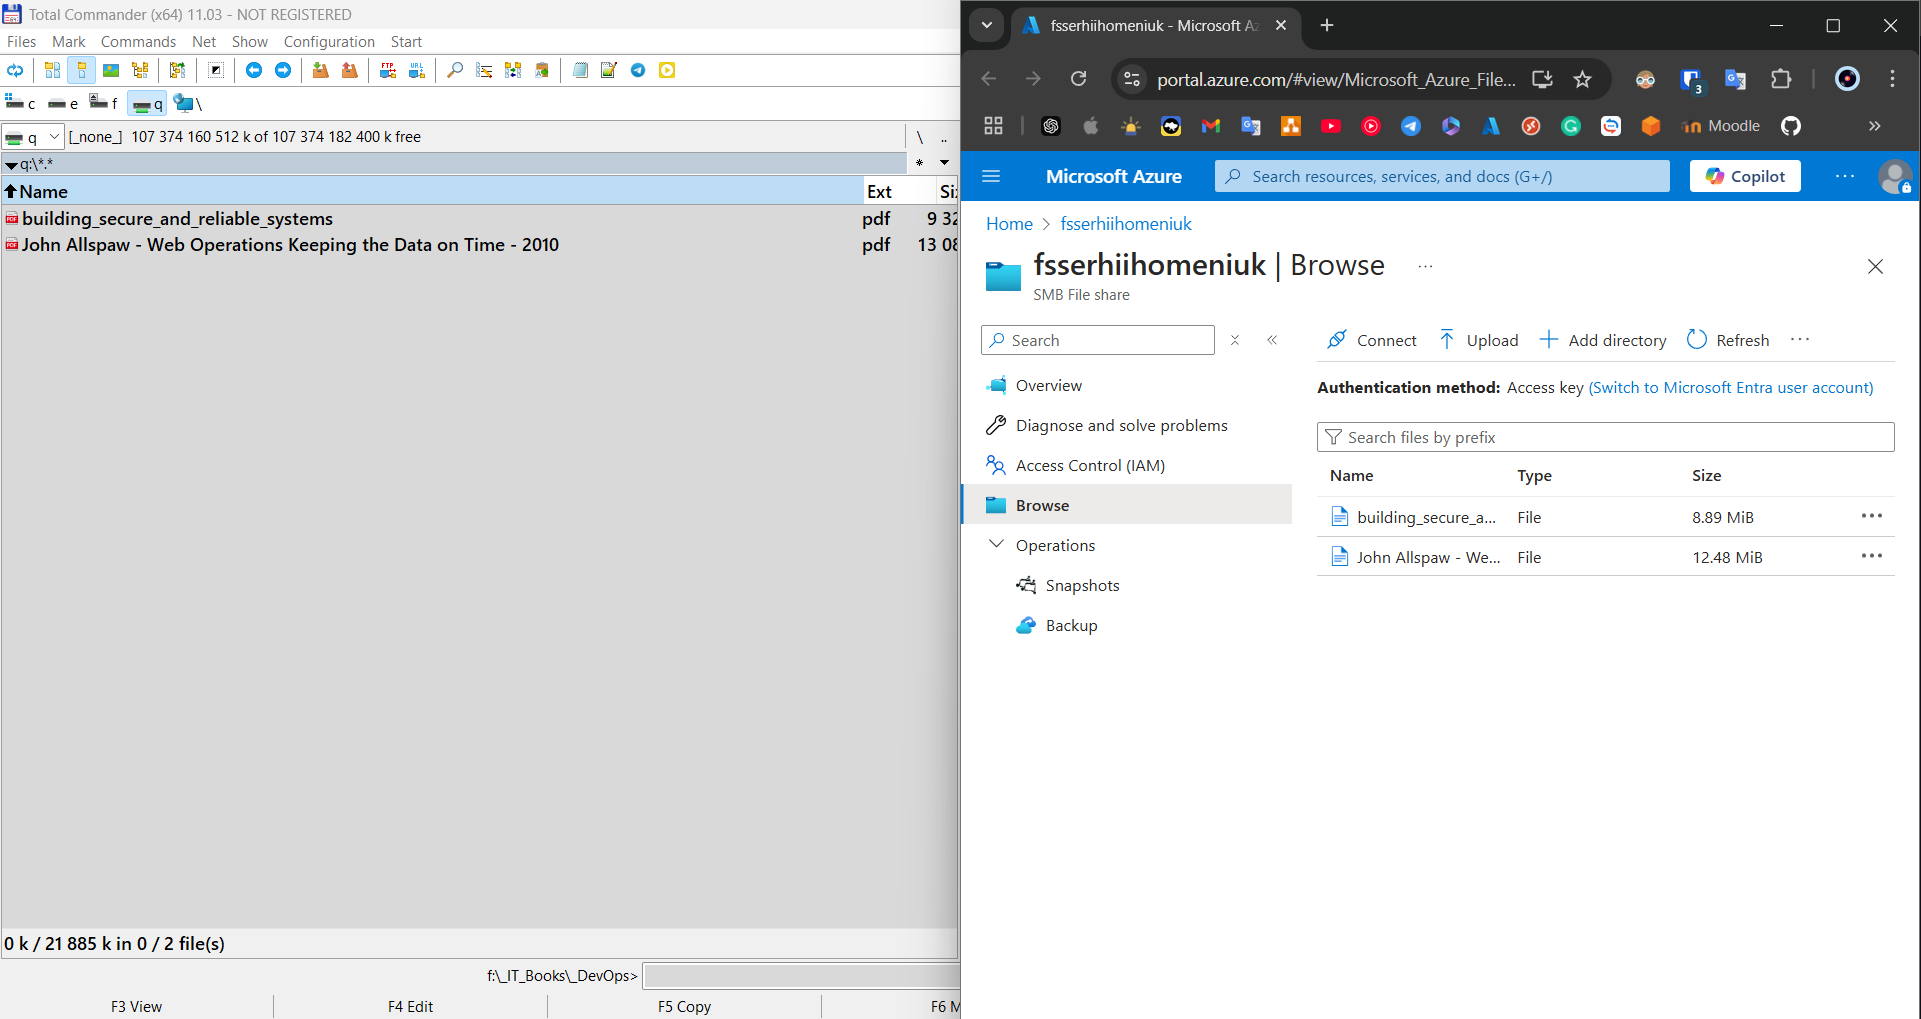 Total Commander (x64) 11.03 - NOT REGISTERED
Files Mark Commands Net Show Configuration Start
FTP URL
c e f q \
q [_none_] 107 374 160 512 k of 107 374 182 400 k free \ ..
q:\*.* *
Name Ext Si
building_secure_and_reliable_systems pdf 9 32
John Allspaw - Web Operations Keeping the Data on Time - 2010 pdf 13 08
0 k / 21 885 k in 0 / 2 file(s)
f:\_IT_Books\_DevOps>
F3 View F4 Edit F5 Copy F6 M
fsserhiihomeniuk - Microsoft Az
portal.azure.com/#view/Microsoft_Azure_File...
3
Moodle
Microsoft Azure
Search resources, services, and docs (G+/)
Copilot
Home > fsserhiihomeniuk
fsserhiihomeniuk | Browse ...
SMB File share
Search
Overview
Diagnose and solve problems
Access Control (IAM)
Browse
Operations
Snapshots
Backup
Connect Upload Add directory Refresh ...
Authentication method: Access key (Switch to Microsoft Entra user account)
Search files by prefix
Name Type Size
building_secure_a... File 8.89 MiB
John Allspaw - We... File 12.48 MiB